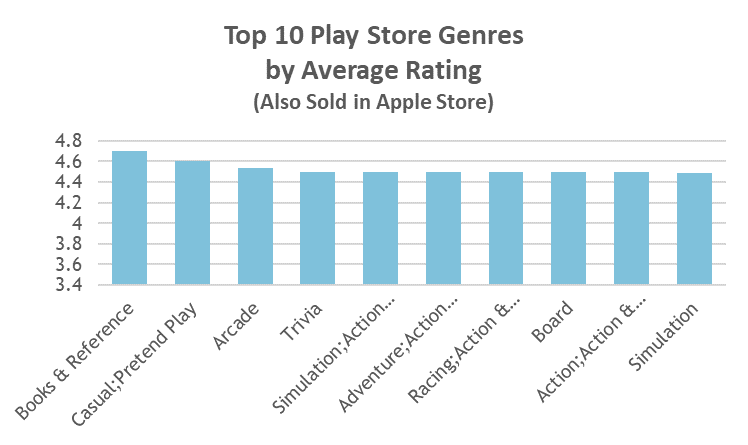 Top 10 Play Store Genres
by Average Rating
(Also Sold in Apple Store)
4.8
4.6
4.4
4.2
4
3.8
3.6
3.4
Books & Reference
Casual;Pretend Play
Arcade
Trivia
Simulation;Action...
Adventure;Action...
Racing;Action &...
Board
Action;Action &...
Simulation